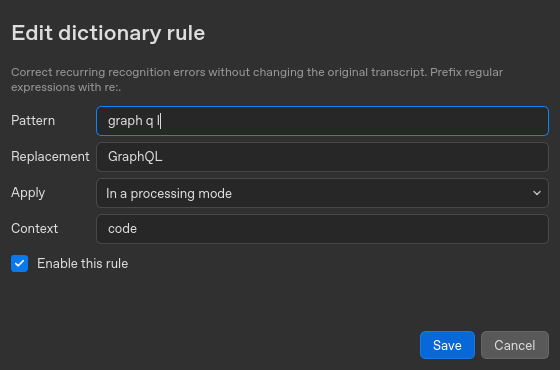 Edit dictionary rule
Correct recurring recognition errors without changing the original transcript. Prefix regular
expressions with re:.
Pattern graph q l
Replacement GraphQL
Apply In a processing mode
Context code
Enable this rule
Save Cancel